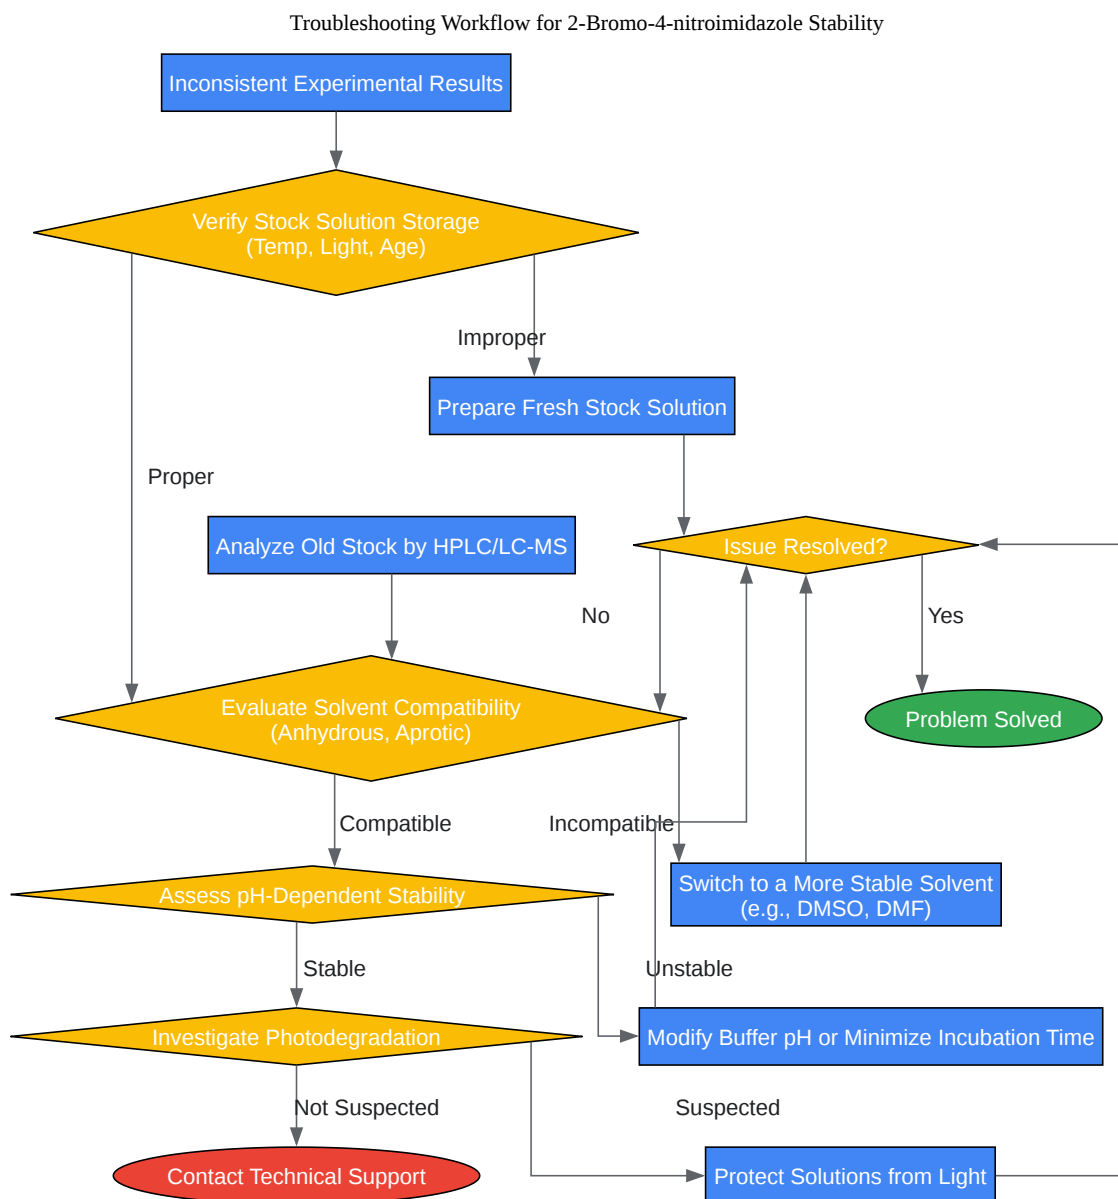 Troubleshooting Workflow for 2-Bromo-4-nitroimidazole Stability
Inconsistent Experimental Results
Verify Stock Solution Storage
(Temp, Light, Age)
Improper
Prepare Fresh Stock Solution
Proper
Analyze Old Stock by HPLC/LC-MS
Issue Resolved?
No
Yes
Evaluate Solvent Compatibility
(Anhydrous, Aprotic)
Problem Solved
Compatible
Incompatible
Switch to a More Stable Solvent
(e.g., DMSO, DMF)
Assess pH-Dependent Stability
Stable
Unstable
Investigate Photodegradation
Modify Buffer pH or Minimize Incubation Time
Not Suspected
Suspected
Contact Technical Support
Protect Solutions from Light